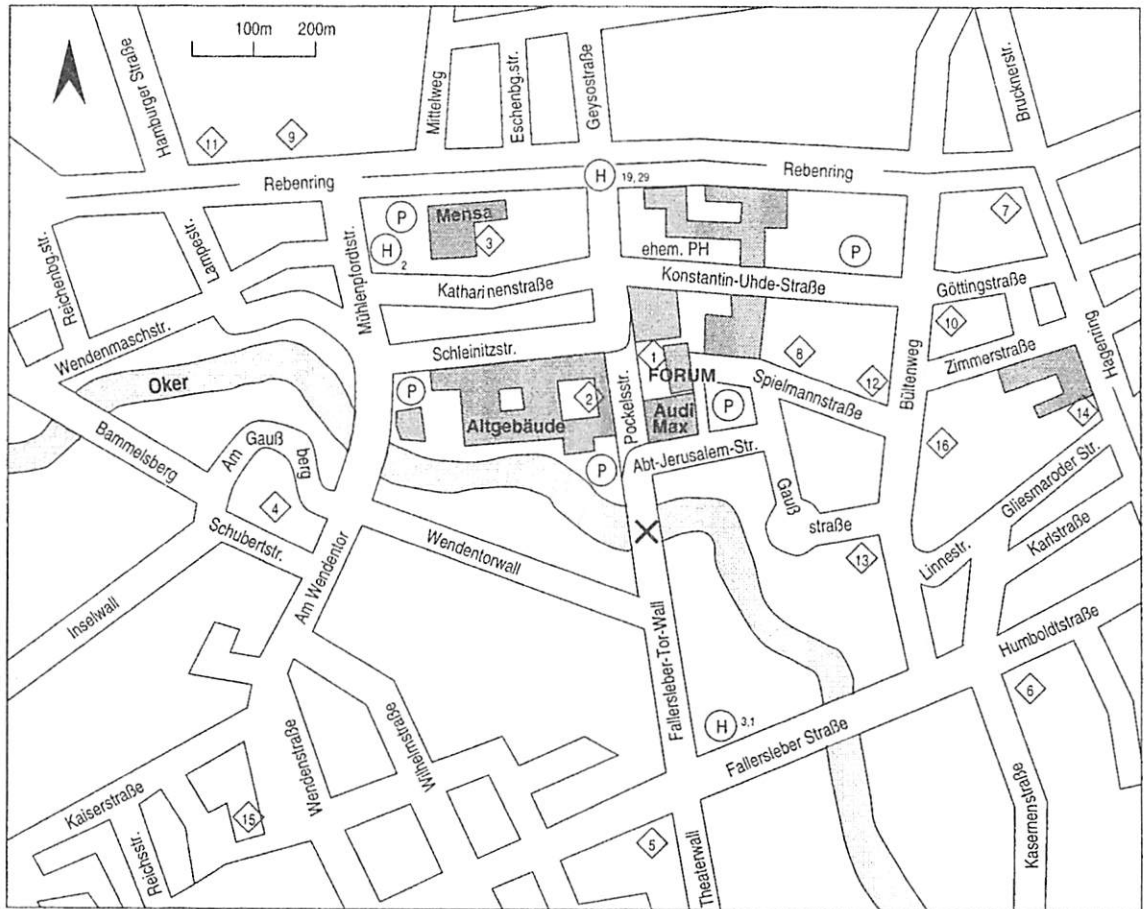 100m 200m
Hamburger Straße
Mittelweg
Eschenbg.str.
Geysostraße
Brucknerstr.
11
9
Rebenring
H 19, 29
Rebenring
7
Reichenbg.str.
Lampestr.
Mühlenpfordtstr.
P
Mensa
H 2
3
ehem. PH
P
Katharinenstraße
Konstantin-Uhde-Straße
Göttingstraße
Hagenring
Wendenmaschstr.
10
Schleinitzstr.
1
8
Zimmerstraße
Oker
P
FORUM
12
Spielmannstraße
Bültenweg
2
Pockelsstr.
P
14
Altgebäude
Audi
Max
Bammelsberg
Am Gauß
berg
P
Abt-Jerusalem-Str.
16
Gliesmaroder Str.
4
Gauß
straße
Schubertstr.
Wendentorwall
13
Linnestr.
Karlstraße
Inselwall
Am Wendentor
Fallersleber-Tor-Wall
Humboldtstraße
6
H 3,1
Wendenstraße
Wilhelmstraße
Fallersleber Straße
Kaiserstraße
15
Reichsstr.
5
Theaterwall
Kasernenstraße